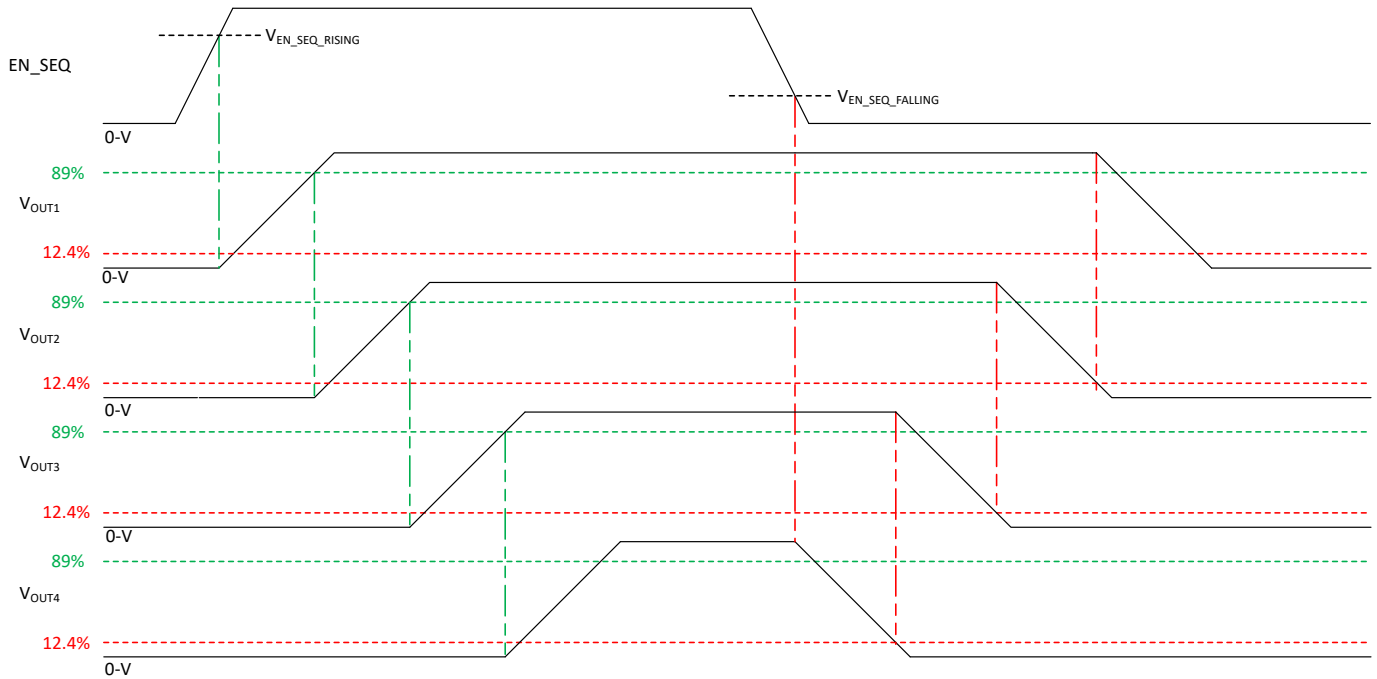 V_EN_SEQ_RISING
EN_SEQ
V_EN_SEQ_FALLING
0-V
89%
V_OUT1
12.4%
0-V
89%
V_OUT2
12.4%
0-V
89%
V_OUT3
12.4%
0-V
89%
V_OUT4
12.4%
0-V